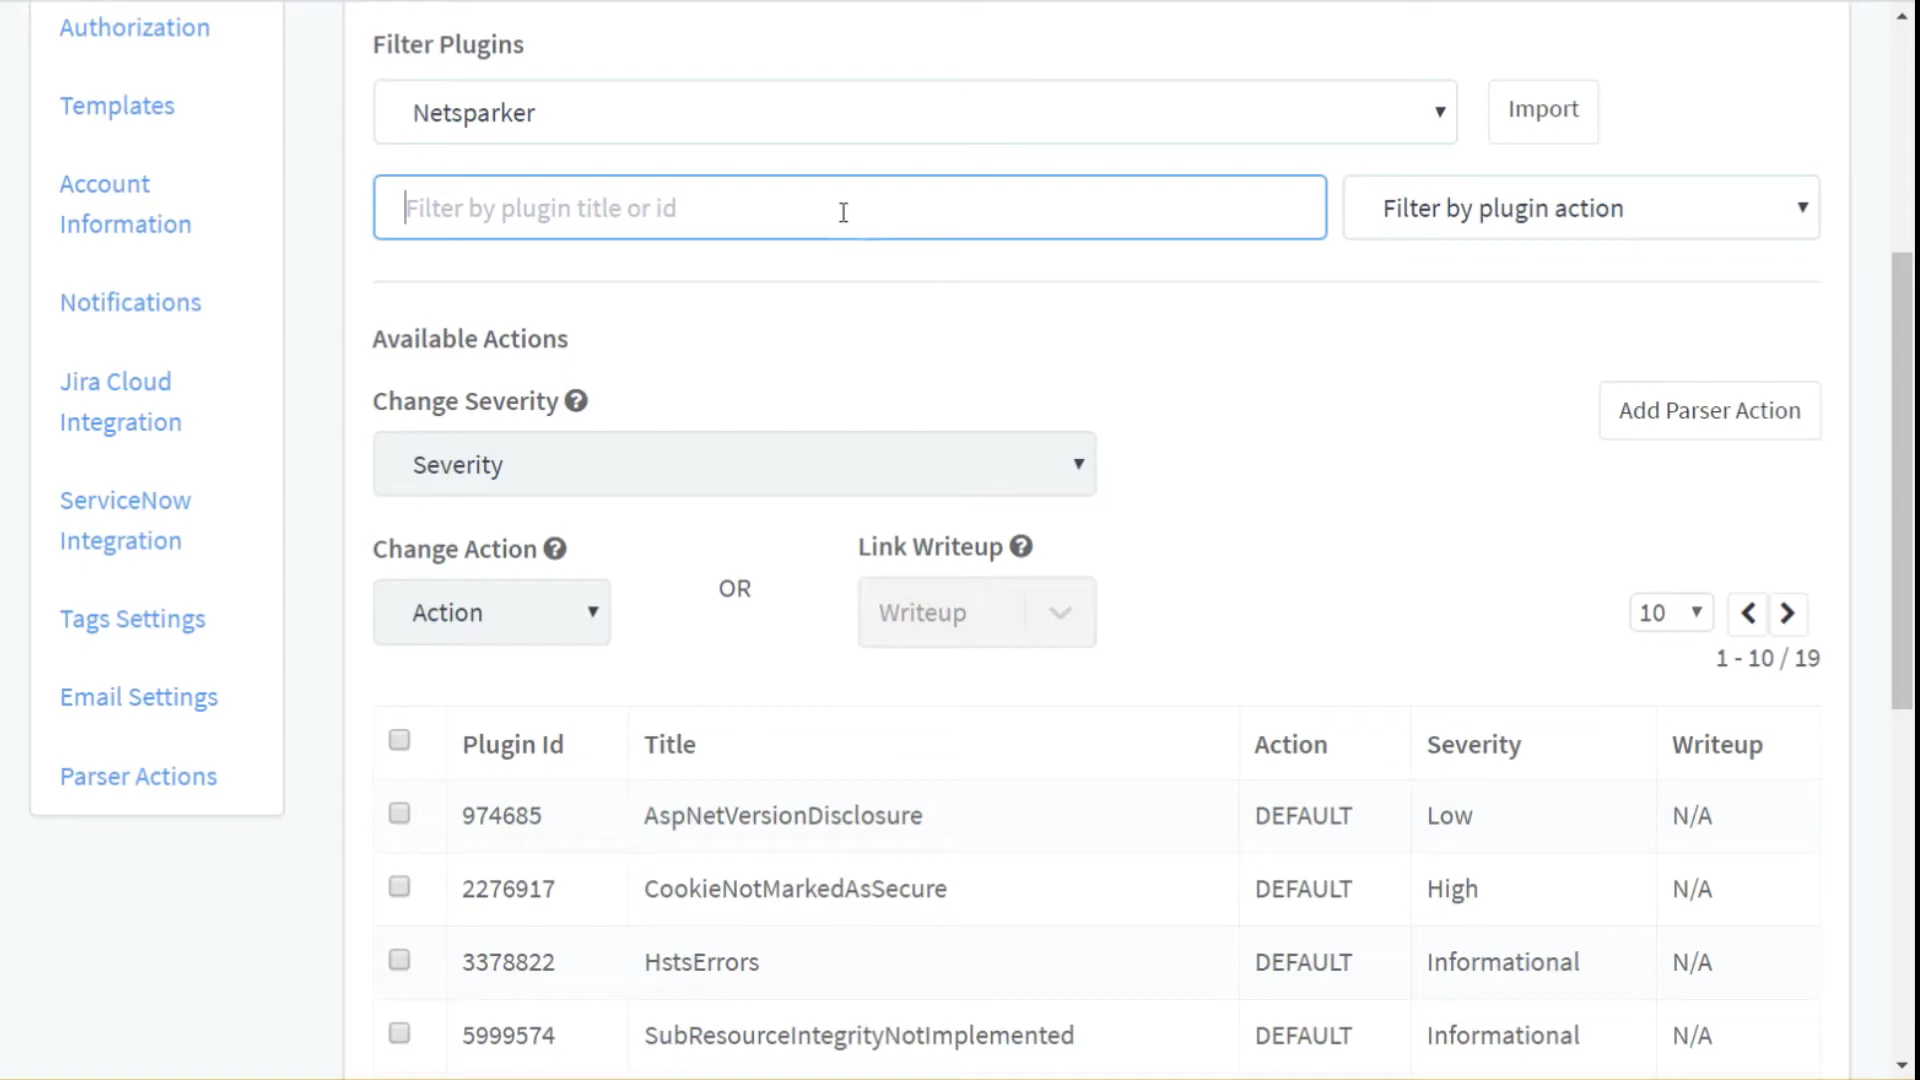 Authorization
Templates
Account
Information
Notifications
Jira Cloud
Integration
ServiceNow
Integration
Tags Settings
Email Settings
Parser Actions
Filter Plugins
Netsparker
Import
Filter by plugin title or id
Filter by plugin action
Available Actions
Change Severity
Add Parser Action
Severity
Change Action
OR
Link Writeup
Action
Writeup
10
1 - 10 / 19
Plugin Id Title Action Severity Writeup
974685 AspNetVersionDisclosure DEFAULT Low N/A
2276917 CookieNotMarkedAsSecure DEFAULT High N/A
3378822 HstsErrors DEFAULT Informational N/A
5999574 SubResourceIntegrityNotImplemented DEFAULT Informational N/A